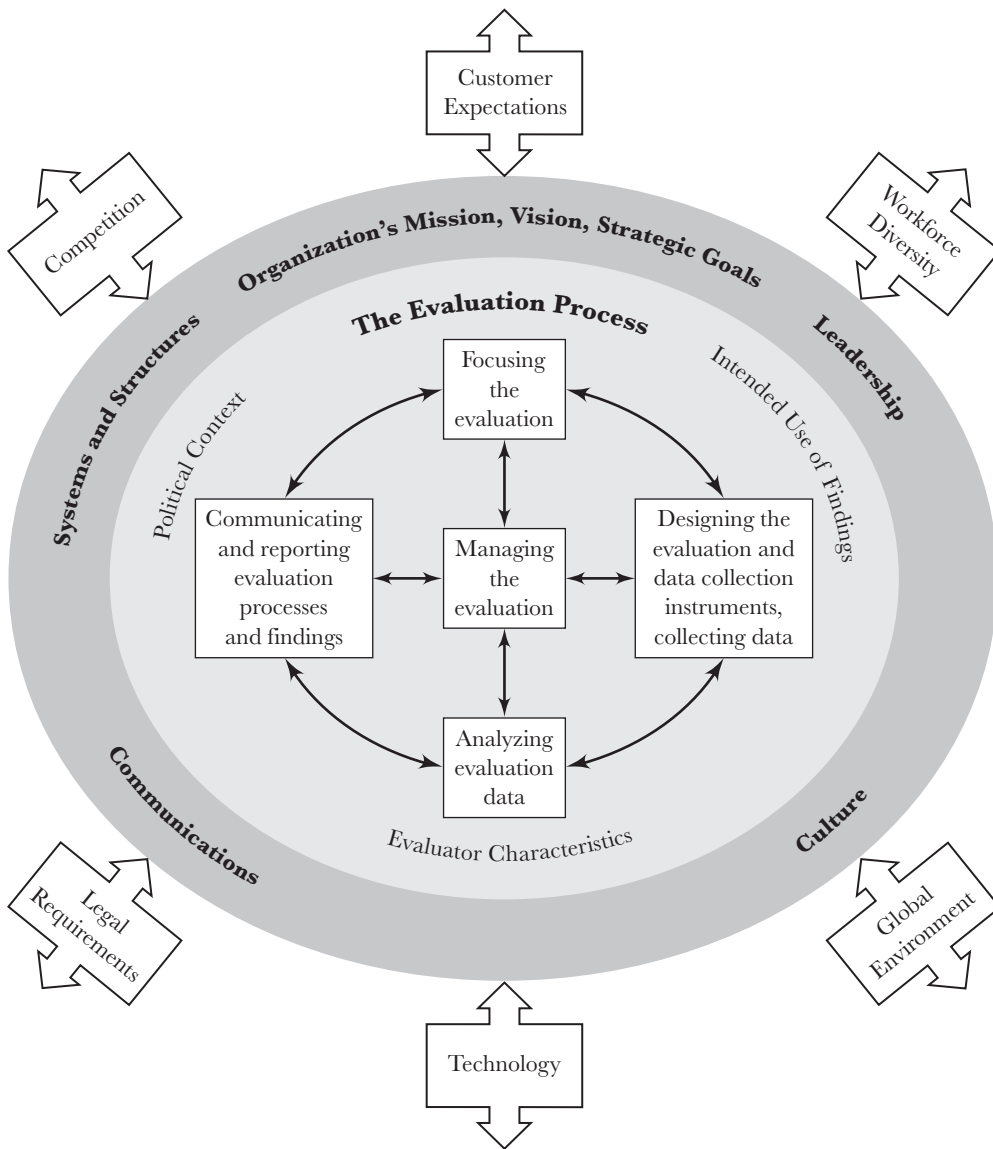 Customer
Expectations
Competition
Workforce
Diversity
Organization's Mission, Vision, Strategic Goals
Systems and Structures
Leadership
The Evaluation Process
Political Context
Intended Use of Findings
Focusing
the
evaluation
Communicating
and reporting
evaluation
processes
and findings
Managing
the
evaluation
Designing the
evaluation and
data collection
instruments,
collecting data
Analyzing
evaluation
data
Evaluator Characteristics
Communications
Culture
Legal
Requirements
Global
Environment
Technology